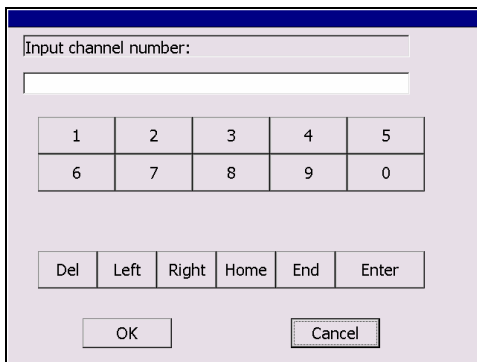 Input channel number:
1 2 3 4 5
6 7 8 9 0
Del Left Right Home End Enter
OK Cancel